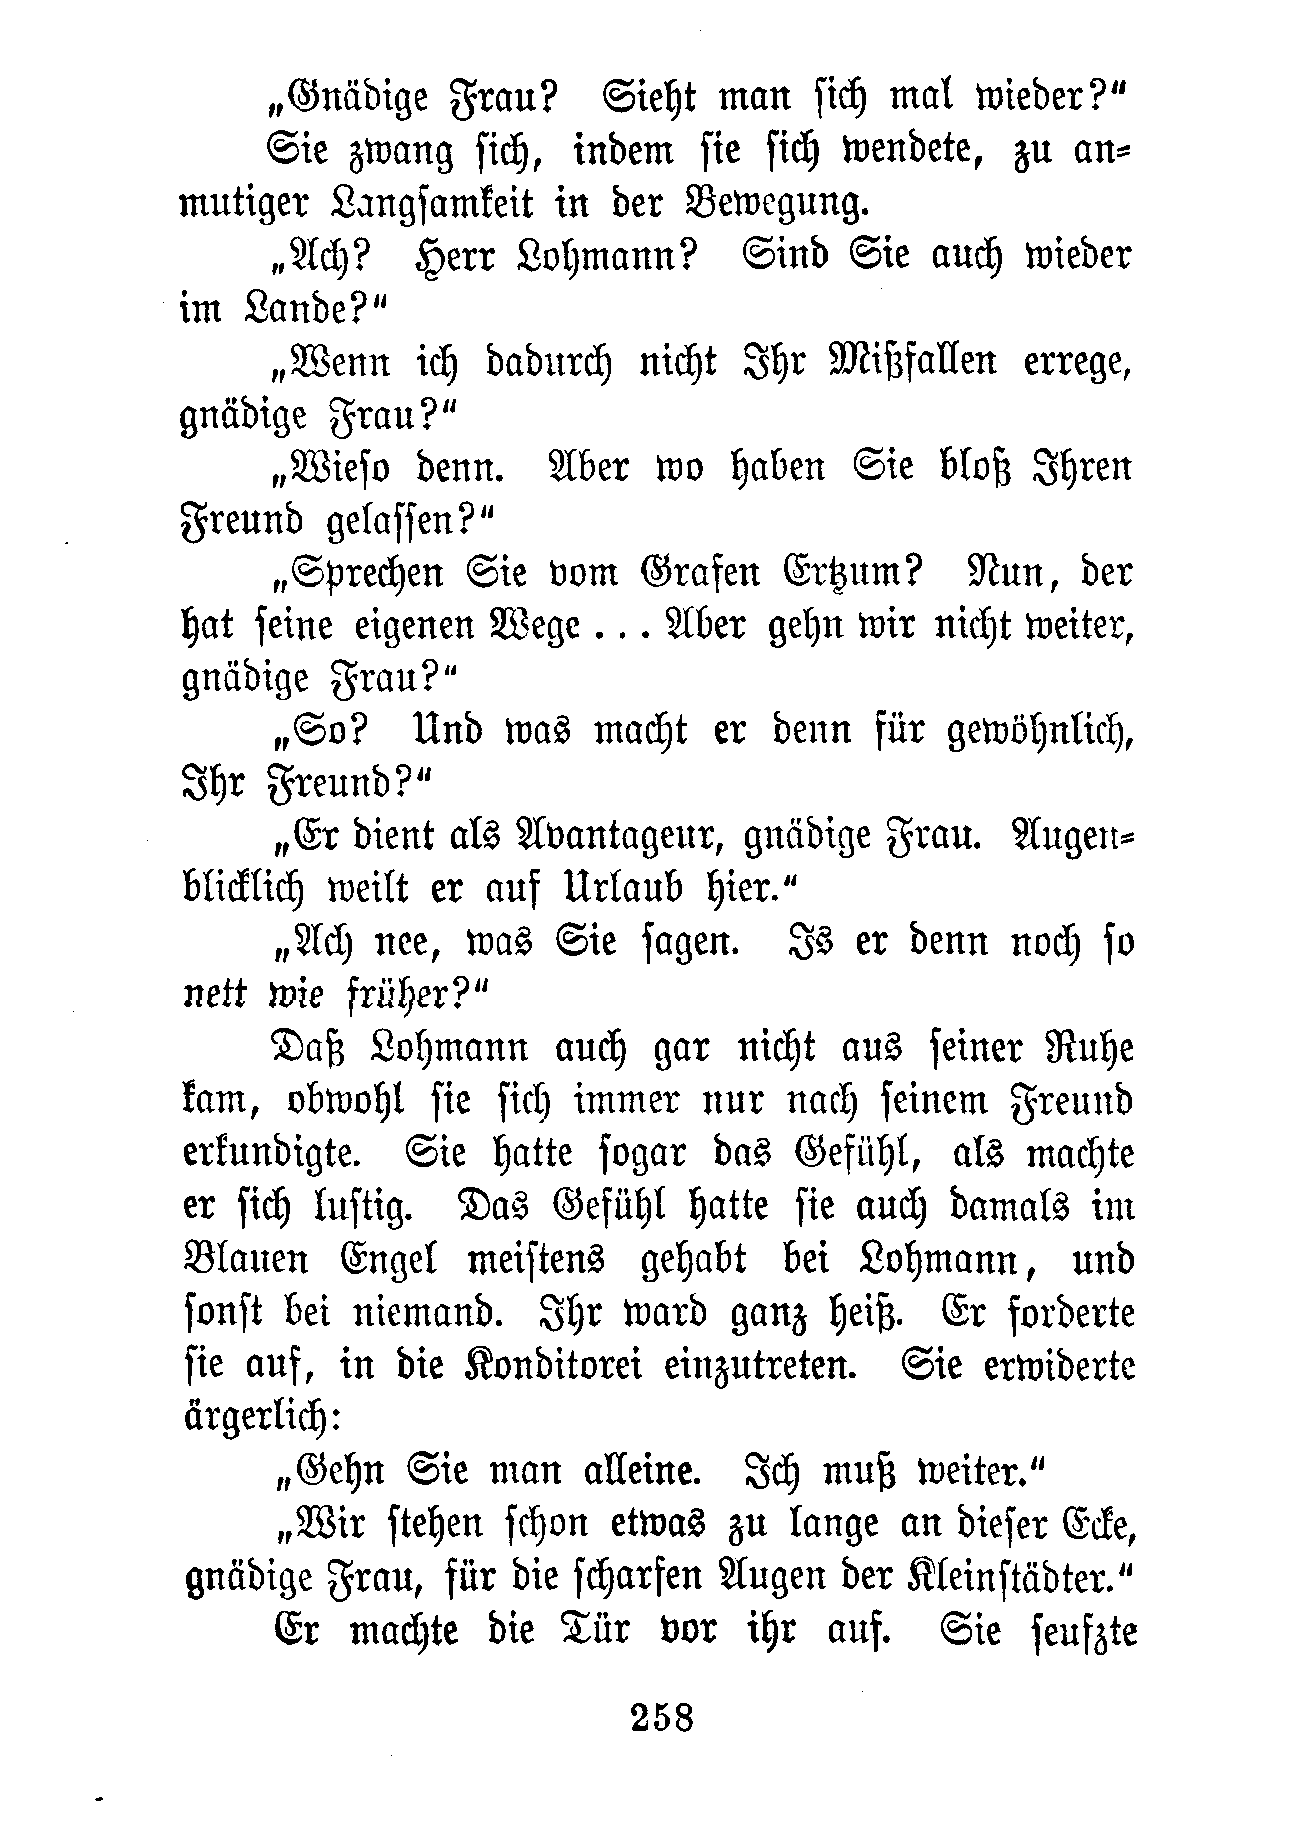 „Gnädige Frau? Sieht man sich mal wieder?“
Sie zwang sich, indem sie sich wendete, zu an=
mutiger Langsamkeit in der Bewegung.
„Ach? Herr Lohmann? Sind Sie auch wieder
im Lande?“
„Wenn ich dadurch nicht Ihr Mißfallen errege,
gnädige Frau?“
„Wieso denn. Aber wo haben Sie bloß Ihren
Freund gelassen?“
„Sprechen Sie vom Grafen Ertzum? Nun, der
hat seine eigenen Wege . . . Aber gehn wir nicht weiter,
gnädige Frau?“
„So? Und was macht er denn für gewöhnlich,
Ihr Freund?“
„Er dient als Avantageur, gnädige Frau. Augen=
blicklich weilt er auf Urlaub hier.“
„Ach nee, was Sie sagen. Is er denn noch so
nett wie früher?“
Daß Lohmann auch gar nicht aus seiner Ruhe
kam, obwohl sie sich immer nur nach seinem Freund
erkundigte. Sie hatte sogar das Gefühl, als machte
er sich lustig. Das Gefühl hatte sie auch damals im
Blauen Engel meistens gehabt bei Lohmann, und
sonst bei niemand. Ihr ward ganz heiß. Er forderte
sie auf, in die Konditorei einzutreten. Sie erwiderte
ärgerlich:
„Gehn Sie man alleine. Ich muß weiter.“
„Wir stehen schon etwas zu lange an dieser Ecke,
gnädige Frau, für die scharfen Augen der Kleinstädter.“
Er machte die Tür vor ihr auf. Sie seufzte
258